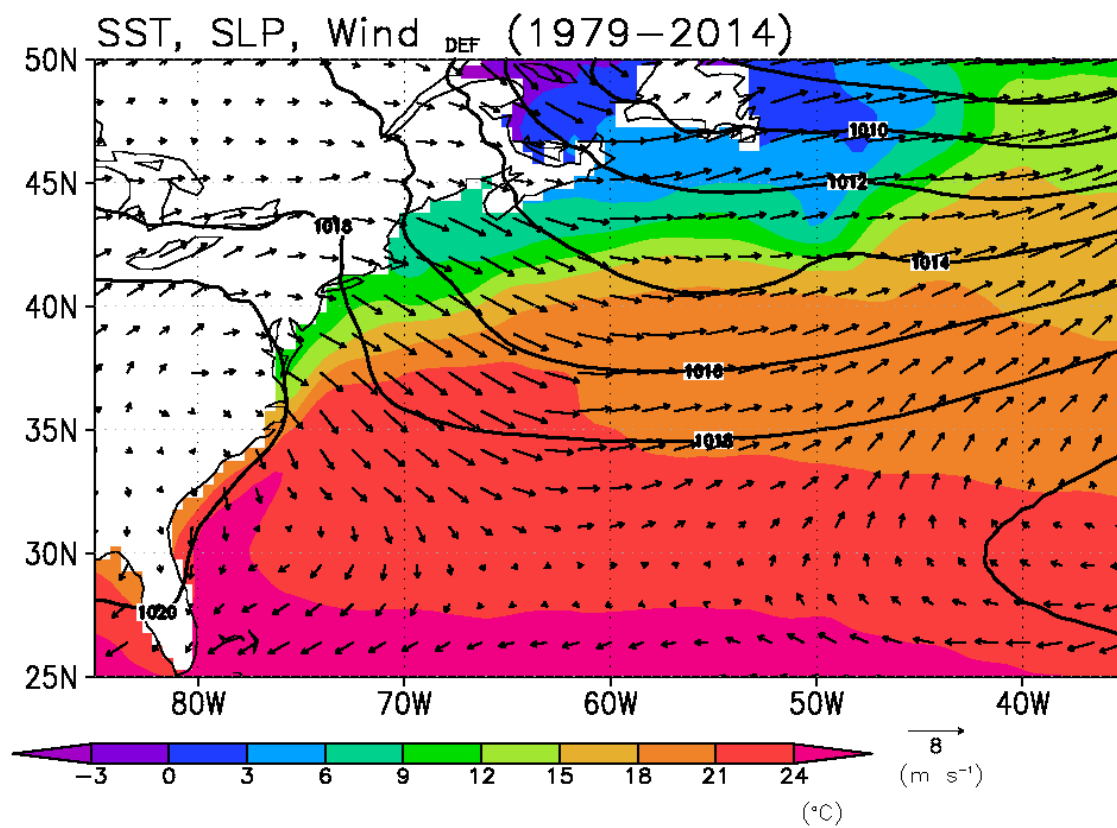 SST, SLP, Wind DEF (1979−2014)
50N
45N
40N
35N
30N
25N
1010
1012
1018
1014
1016
1018
1020
80W 70W 60W 50W 40W
−3 0 3 6 9 12 15 18 21 24
(°C)
8
(m s⁻¹)